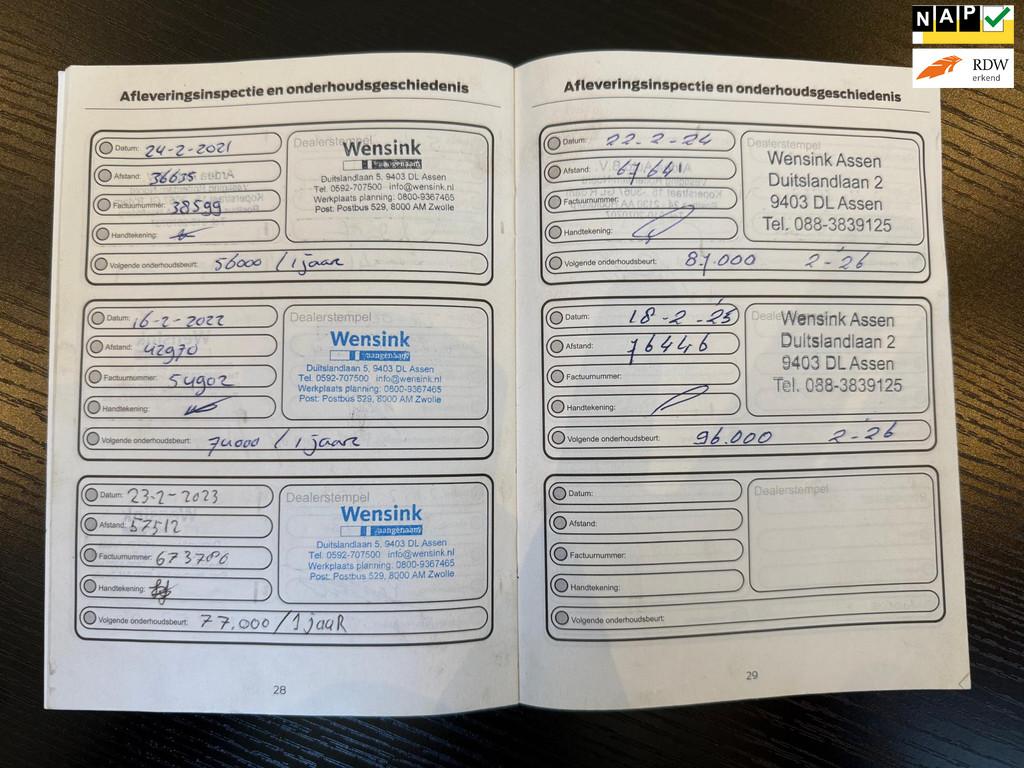 NAP
RDW
erkend
Afleveringsinspectie en onderhoudsgeschiedenis
Datum: 24-2-2021
Afstand: 36635
Factuurnummer: 38599
Handtekening:
Volgende onderhoudsbeurt: 56000 / 1 jaar
Dealerstempel
Wensink
aangenaam
Duitslandlaan 5, 9403 DL Assen
Tel. 0592-707500 info@wensink.nl
Werkplaats planning: 0800-9367465
Post: Postbus 529, 8000 AM Zwolle
Datum: 16-2-2022
Afstand: 42970
Factuurnummer: 54902
Handtekening:
Volgende onderhoudsbeurt: 74000 / 1 jaar
Dealerstempel
Wensink
aangenaam
Duitslandlaan 5, 9403 DL Assen
Tel. 0592-707500 info@wensink.nl
Werkplaats planning: 0800-9367465
Post: Postbus 529, 8000 AM Zwolle
Datum: 23-2-2023
Afstand: 57512
Factuurnummer: 673786
Handtekening:
Volgende onderhoudsbeurt: 77.000 / 1 jaaR
Dealerstempel
Wensink
aangenaam
Duitslandlaan 5, 9403 DL Assen
Tel. 0592-707500 info@wensink.nl
Werkplaats planning: 0800-9367465
Post: Postbus 529, 8000 AM Zwolle
28
Afleveringsinspectie en onderhoudsgeschiedenis
Datum: 22-2-24
Afstand: 67641
Factuurnummer:
Handtekening:
Volgende onderhoudsbeurt: 87.000 2-26
Dealerstempel
Wensink Assen
Duitslandlaan 2
9403 DL Assen
Tel. 088-3839125
Datum: 18-2-25
Afstand: 76446
Factuurnummer:
Handtekening:
Volgende onderhoudsbeurt: 96.000 2-26
Wensink Assen
Duitslandlaan 2
9403 DL Assen
Tel. 088-3839125
Datum:
Afstand:
Factuurnummer:
Handtekening:
Volgende onderhoudsbeurt:
Dealerstempel
29